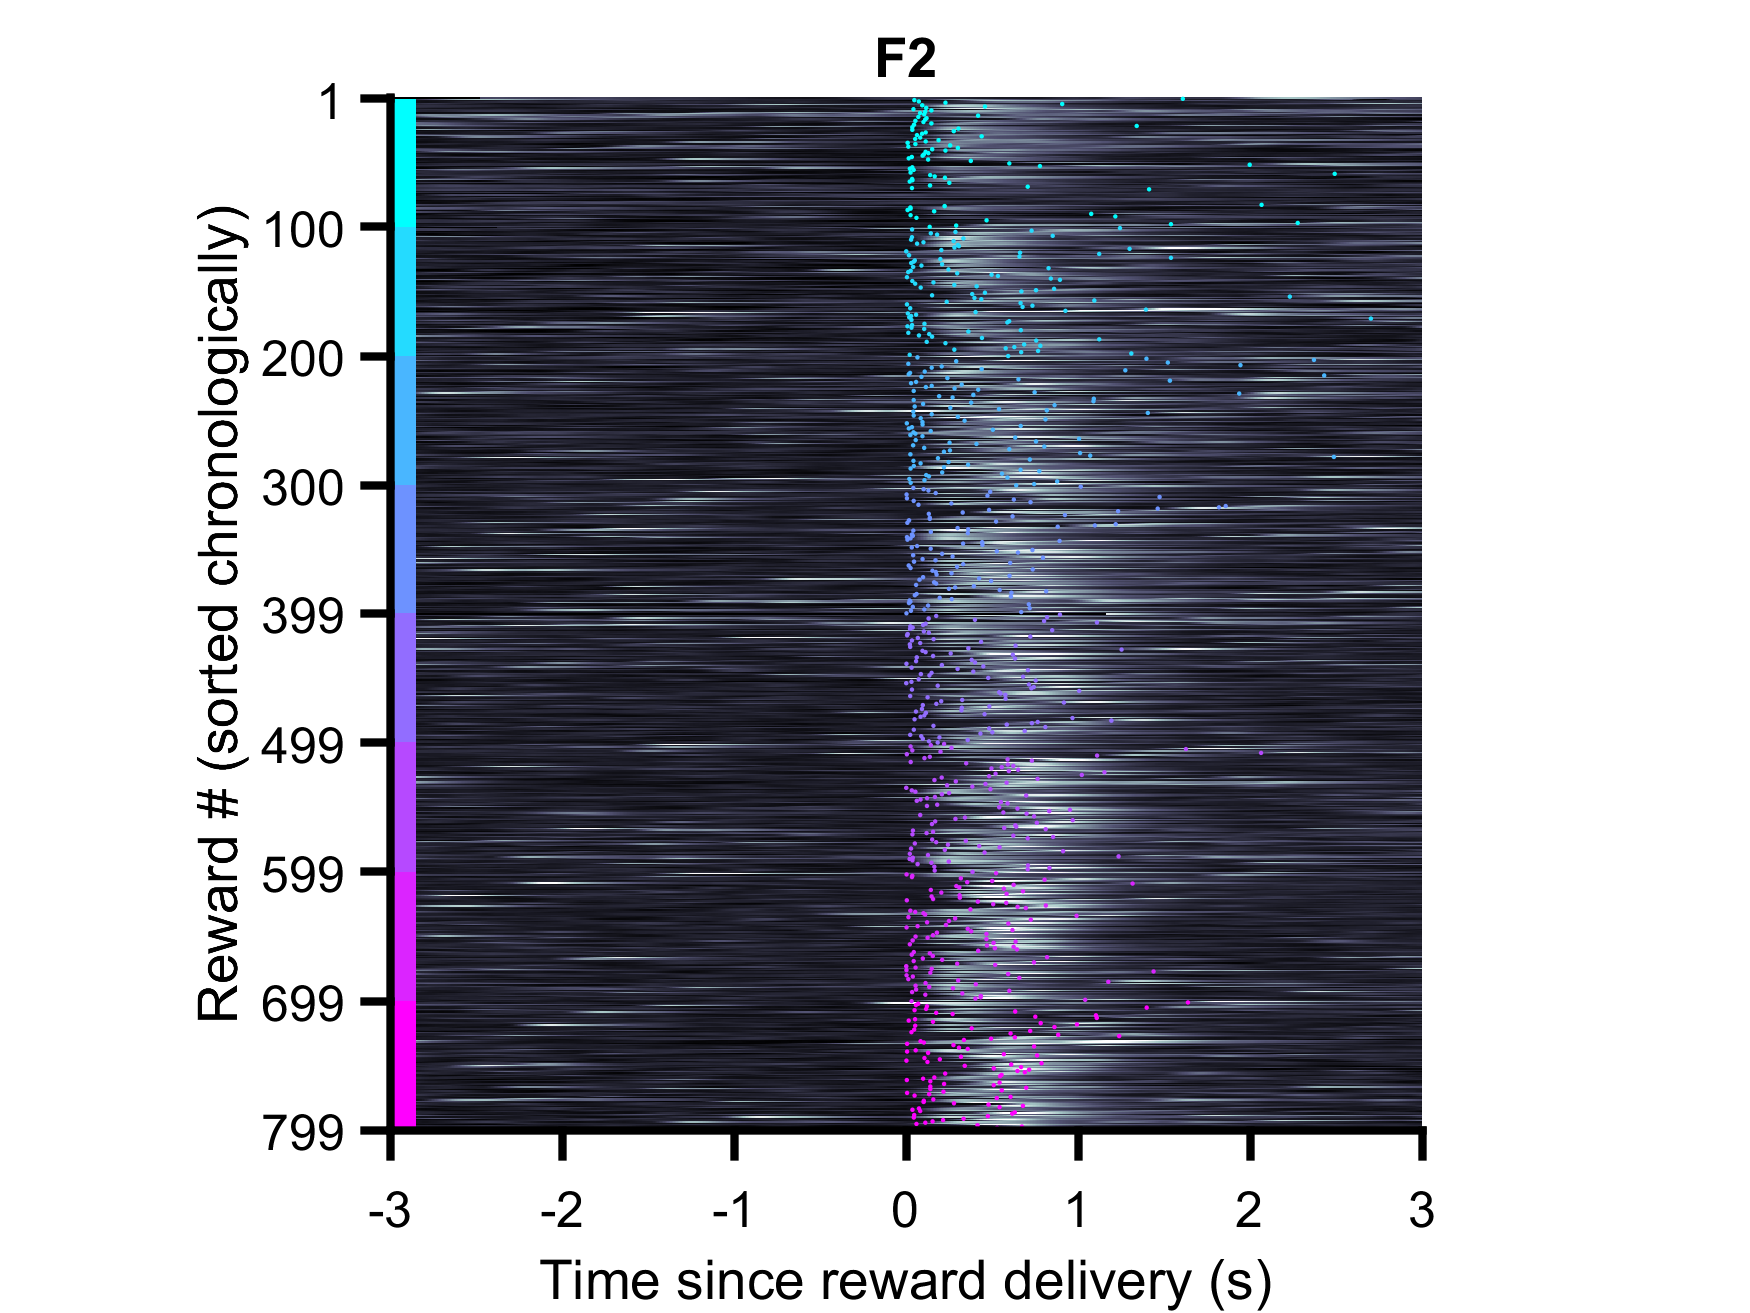 F2
Reward # (sorted chronologically)
1
100
200
300
399
499
599
699
799
-3 -2 -1 0 1 2 3
Time since reward delivery (s)